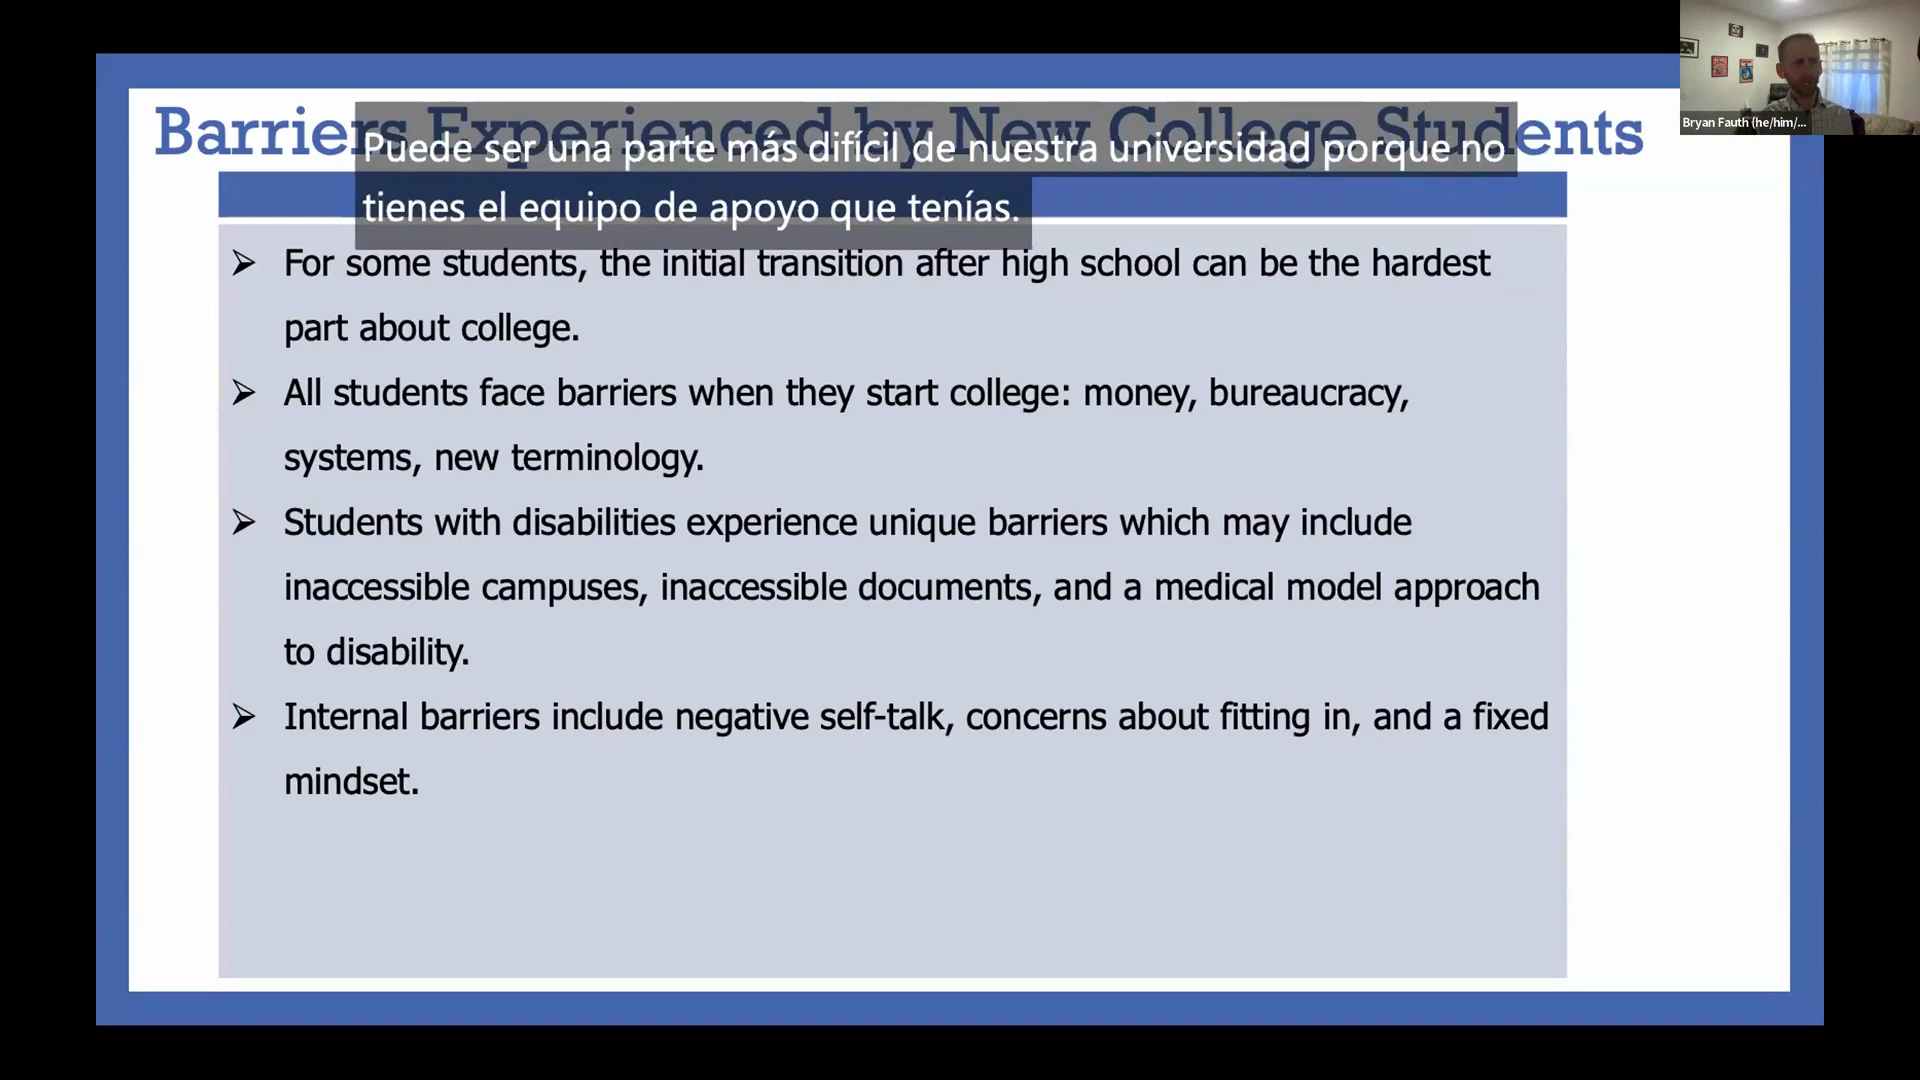 Barriers Experienced by New College Students
Puede ser una parte más difícil de nuestra universidad porque no
tienes el equipo de apoyo que tenías.
➢ For some students, the initial transition after high school can be the hardest
part about college.
➢ All students face barriers when they start college: money, bureaucracy,
systems, new terminology.
➢ Students with disabilities experience unique barriers which may include
inaccessible campuses, inaccessible documents, and a medical model approach
to disability.
➢ Internal barriers include negative self-talk, concerns about fitting in, and a fixed
mindset.
Bryan Fauth (he/him/...